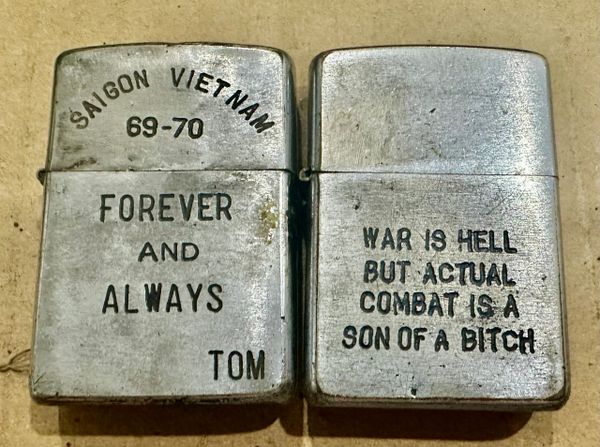 SAIGON VIETNAM
69-70
FOREVER
AND
ALWAYS
TOM
WAR IS HELL
BUT ACTUAL
COMBAT IS A
SON OF A BITCH